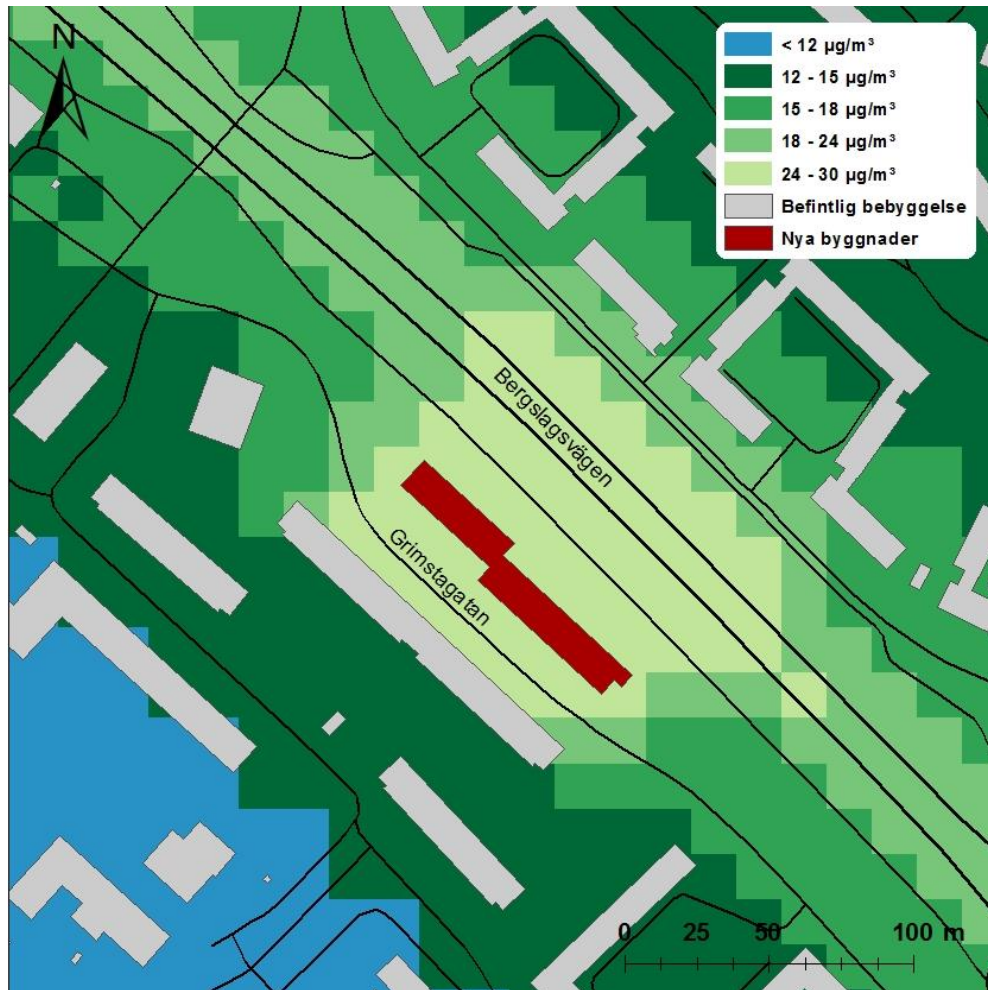 N
< 12 µg/m³
12 - 15 µg/m³
15 - 18 µg/m³
18 - 24 µg/m³
24 - 30 µg/m³
Befintlig bebyggelse
Nya byggnader
Bergslagsvägen
Grimstagatan
0 25 50 100 m